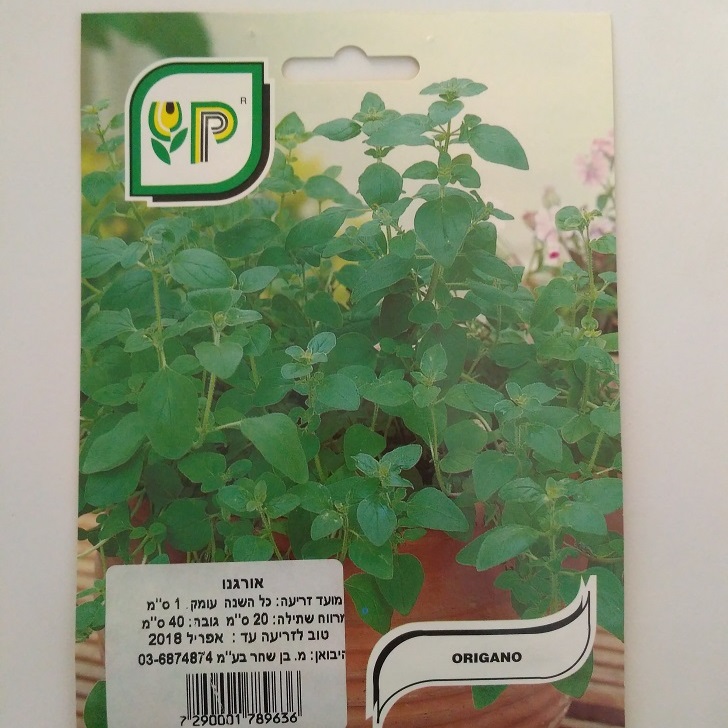 P R
אורגנו
מועד זריעה: כל השנה עומק: 1 ס"מ
מרווח שתילה: 20 ס"מ גובה: 40 ס"מ
טוב לזריעה עד : אפריל 2018
היבואן: מ. בן שחר בע"מ 03-6874874
7 290001 789636
ORIGANO